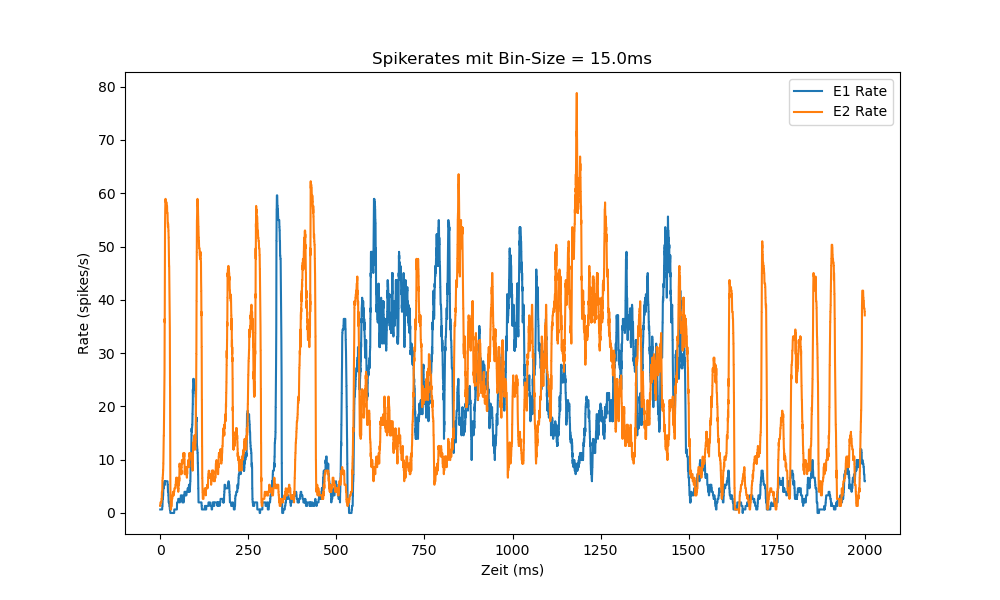 Spikerates mit Bin-Size = 15.0ms
E1 Rate
E2 Rate
80
70
60
50
40
30
20
10
0
Rate (spikes/s)
0 250 500 750 1000 1250 1500 1750 2000
Zeit (ms)